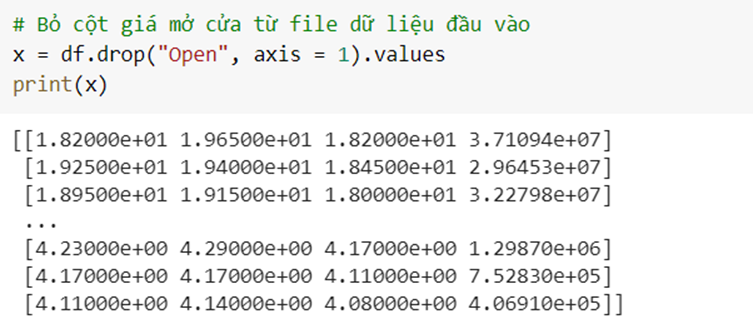 # Bỏ cột giá mở cửa từ file dữ liệu đầu vào
x = df.drop("Open", axis = 1).values
print(x)
[[1.82000e+01 1.96500e+01 1.82000e+01 3.71094e+07]
[1.92500e+01 1.94000e+01 1.84500e+01 2.96453e+07]
[1.89500e+01 1.91500e+01 1.80000e+01 3.22798e+07]
...
[4.23000e+00 4.29000e+00 4.17000e+00 1.29870e+06]
[4.17000e+00 4.17000e+00 4.11000e+00 7.52830e+05]
[4.11000e+00 4.14000e+00 4.08000e+00 4.06910e+05]]